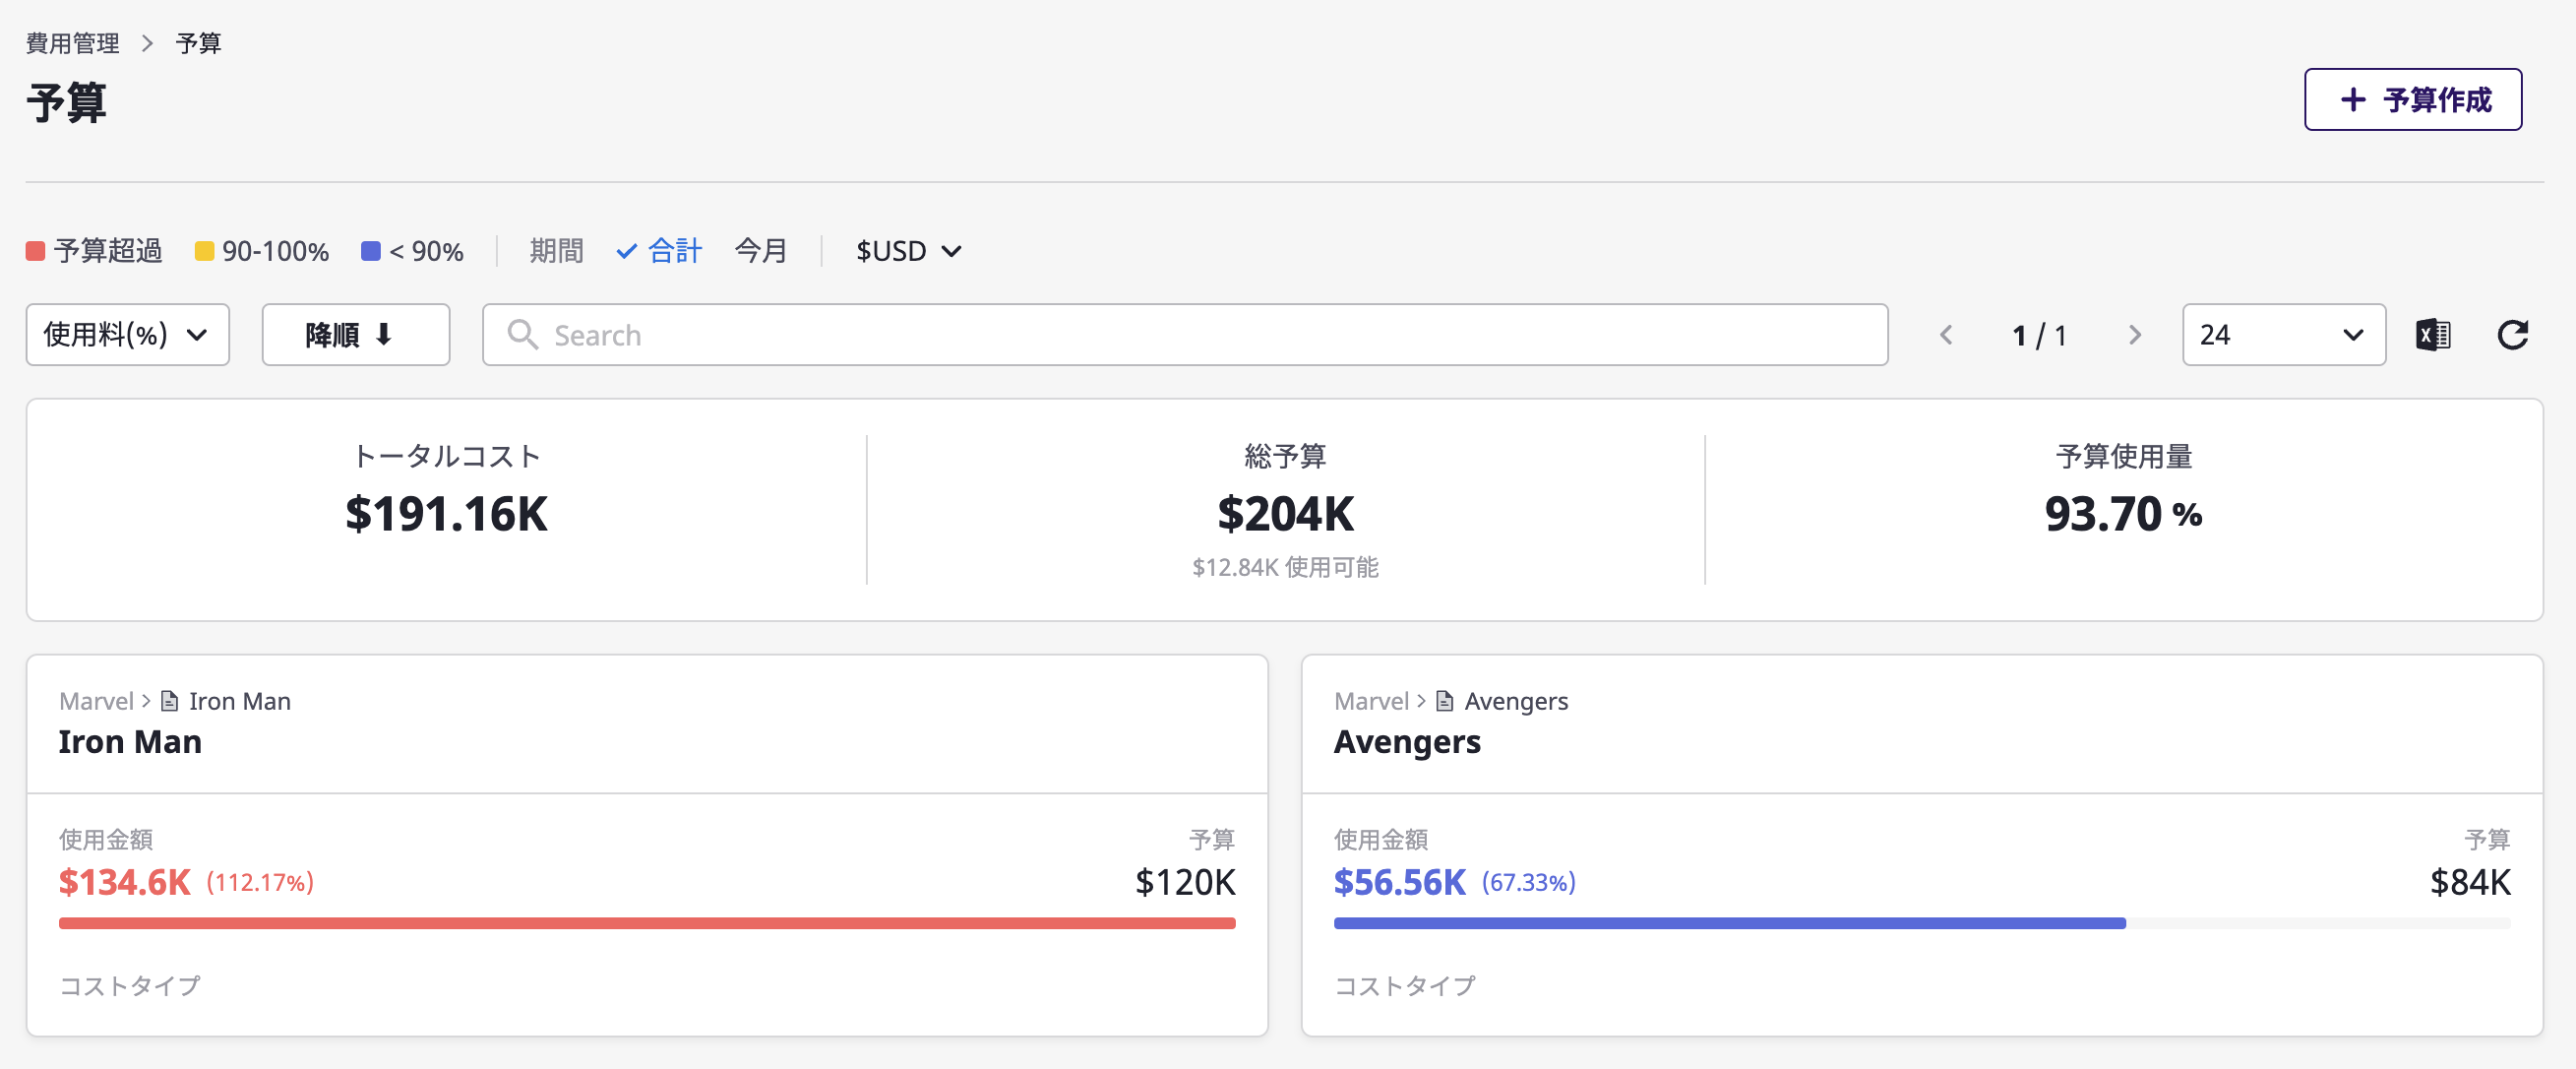 費用管理 > 予算
予算
+ 予算作成
予算超過 90-100% < 90% 期間 合計 今月 $USD
使用料(%) 降順 Search 1 / 1 24
トータルコスト
$191.16K
総予算
$204K
$12.84K 使用可能
予算使用量
93.70 %
Marvel > Iron Man
Iron Man
使用金額 予算
$134.6K (112.17%) $120K
コストタイプ
Marvel > Avengers
Avengers
使用金額 予算
$56.56K (67.33%) $84K
コストタイプ